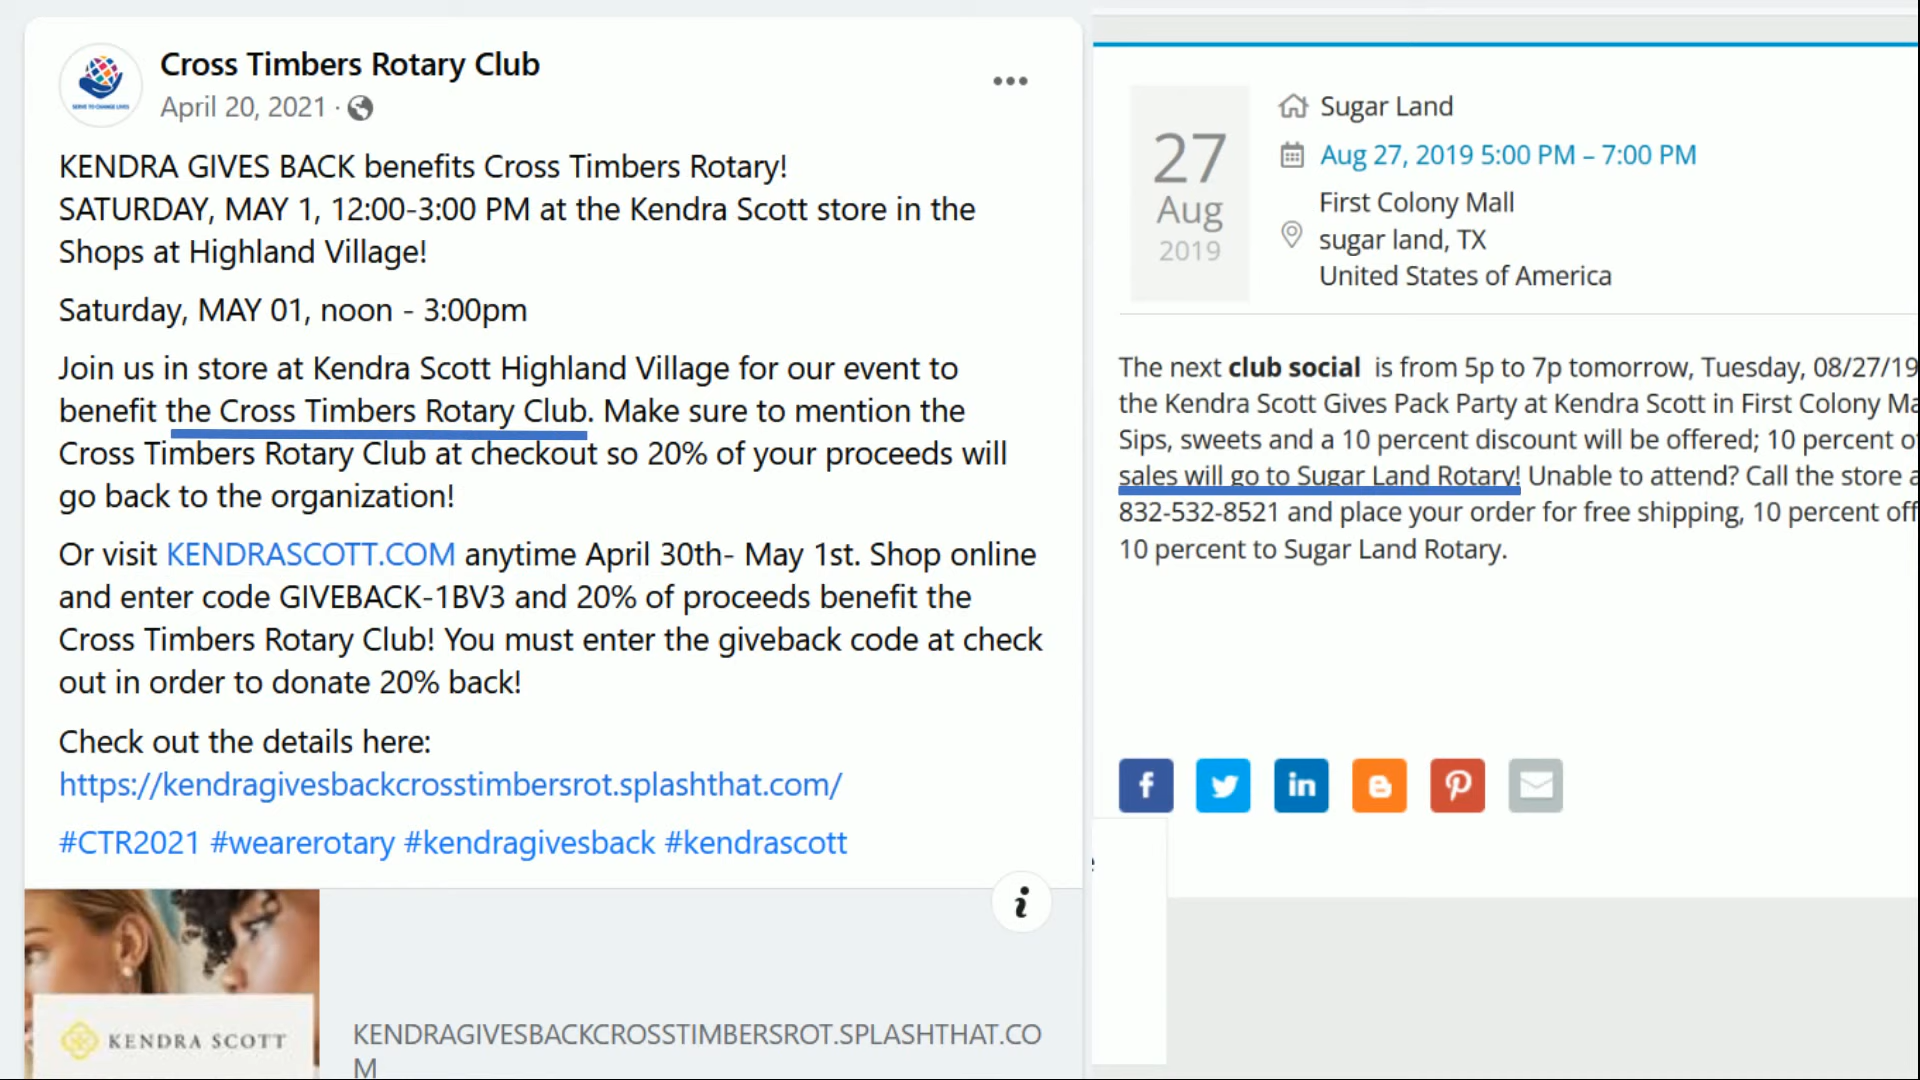 Cross Timbers Rotary Club
April 20, 2021 ·
KENDRA GIVES BACK benefits Cross Timbers Rotary!
SATURDAY, MAY 1, 12:00-3:00 PM at the Kendra Scott store in the
Shops at Highland Village!
Saturday, MAY 01, noon - 3:00pm
Join us in store at Kendra Scott Highland Village for our event to
benefit the Cross Timbers Rotary Club. Make sure to mention the
Cross Timbers Rotary Club at checkout so 20% of your proceeds will
go back to the organization!
Or visit KENDRASCOTT.COM anytime April 30th- May 1st. Shop online
and enter code GIVEBACK-1BV3 and 20% of proceeds benefit the
Cross Timbers Rotary Club! You must enter the giveback code at check
out in order to donate 20% back!
Check out the details here:
https://kendragivesbackcrosstimbersrot.splashthat.com/
#CTR2021 #wearerotary #kendragivesback #kendrascott
KENDRA SCOTT
KENDRAGIVESBACKCROSSTIMBERSROT.SPLASHTHAT.CO
M
27
Aug
2019
Sugar Land
Aug 27, 2019 5:00 PM – 7:00 PM
First Colony Mall
sugar land, TX
United States of America
The next club social is from 5p to 7p tomorrow, Tuesday, 08/27/19
the Kendra Scott Gives Pack Party at Kendra Scott in First Colony Ma
Sips, sweets and a 10 percent discount will be offered; 10 percent o
sales will go to Sugar Land Rotary! Unable to attend? Call the store a
832-532-8521 and place your order for free shipping, 10 percent off
10 percent to Sugar Land Rotary.